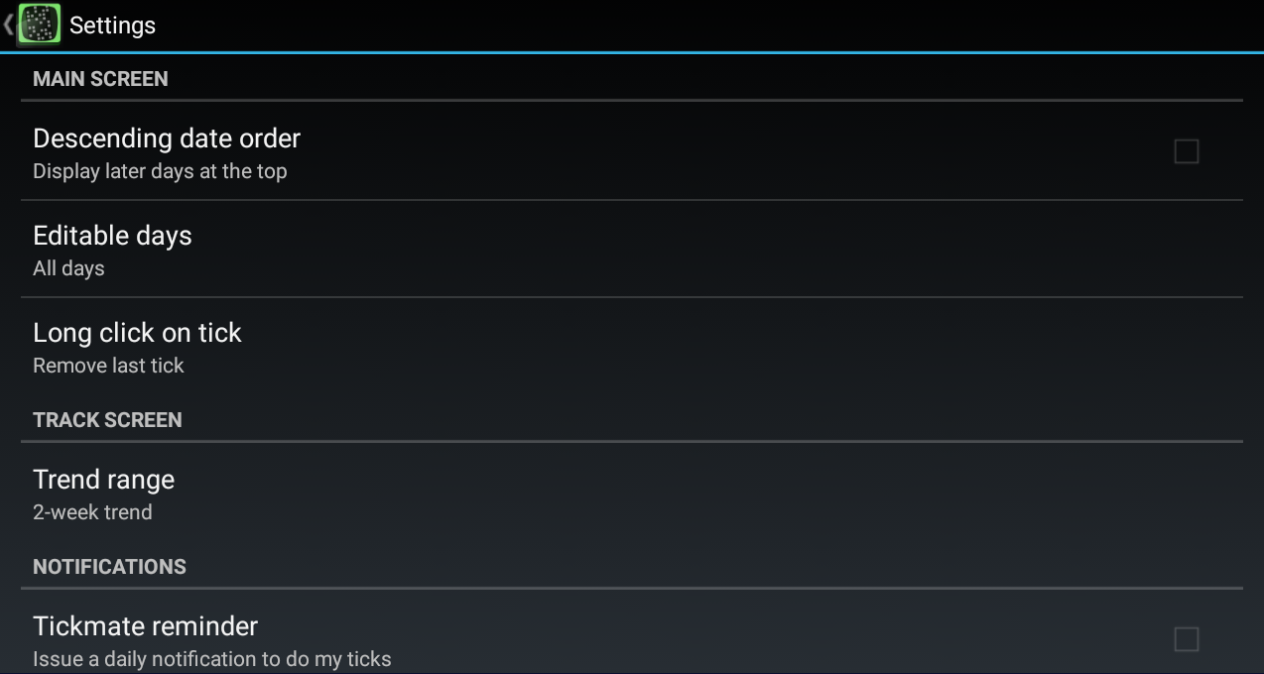 Settings
MAIN SCREEN
Descending date order
Display later days at the top
Editable days
All days
Long click on tick
Remove last tick
TRACK SCREEN
Trend range
2-week trend
NOTIFICATIONS
Tickmate reminder
Issue a daily notification to do my ticks